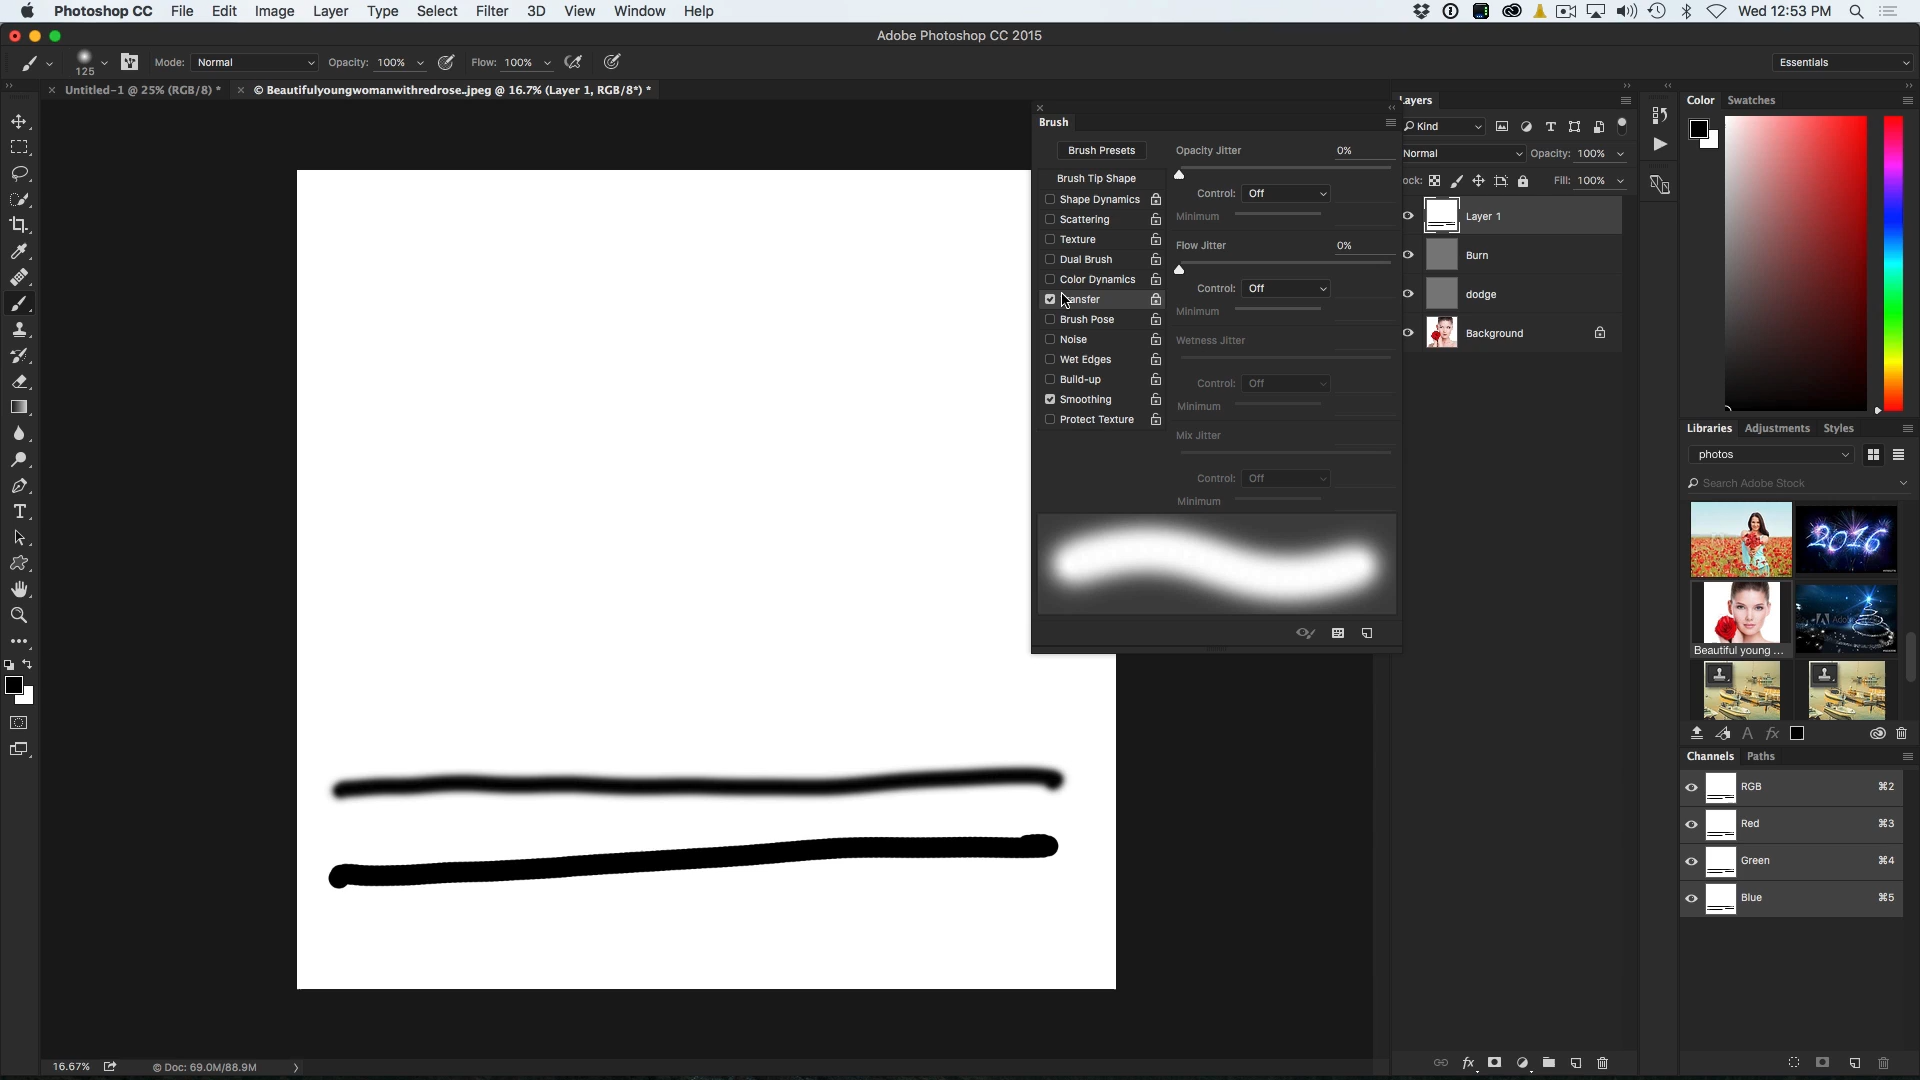 Photoshop CC File Edit Image Layer Type Select Filter 3D View Window Help Wed 12:53 PM
Adobe Photoshop CC 2015
125 Mode: Normal Opacity: 100% Flow: 100% Essentials
Untitled-1 @ 25% (RGB/8) * © Beautifulyoungwomanwithredrose.jpeg @ 16.7% (Layer 1, RGB/8*) *
Brush
Brush Presets
Brush Tip Shape
Shape Dynamics
Scattering
Texture
Dual Brush
Color Dynamics
ansfer
Brush Pose
Noise
Wet Edges
Build-up
Smoothing
Protect Texture
Opacity Jitter 0%
Control: Off
Minimum
Flow Jitter 0%
Control: Off
Minimum
Wetness Jitter
Control: Off
Minimum
Mix Jitter
Control: Off
Minimum
ayers
Kind
Normal Opacity: 100%
ock: Fill: 100%
Layer 1
Burn
dodge
Background
Color Swatches
Libraries Adjustments Styles
photos
Search Adobe Stock
2016
Beautiful young ...
Channels Paths
RGB ⌘2
Red ⌘3
Green ⌘4
Blue ⌘5
16.67% © Doc: 69.0M/88.9M
fx